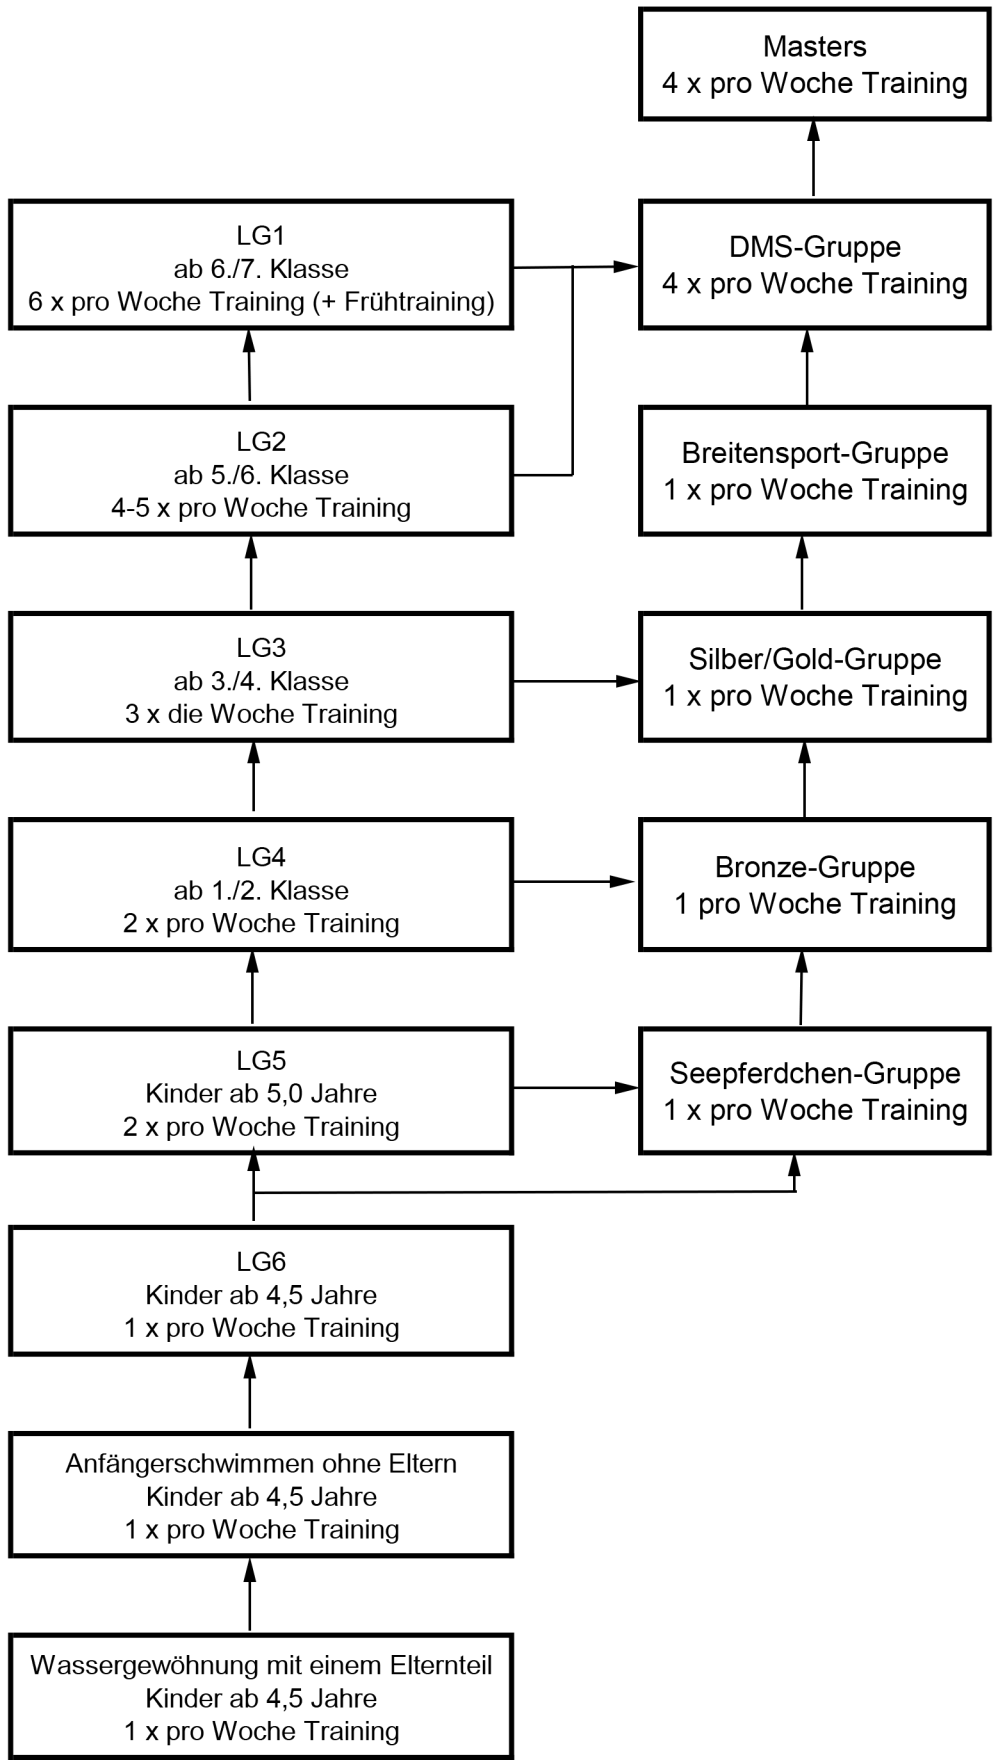 Masters
4 x pro Woche Training
LG1
ab 6./7. Klasse
6 x pro Woche Training (+ Frühtraining)
DMS-Gruppe
4 x pro Woche Training
LG2
ab 5./6. Klasse
4-5 x pro Woche Training
Breitensport-Gruppe
1 x pro Woche Training
LG3
ab 3./4. Klasse
3 x die Woche Training
Silber/Gold-Gruppe
1 x pro Woche Training
LG4
ab 1./2. Klasse
2 x pro Woche Training
Bronze-Gruppe
1 pro Woche Training
LG5
Kinder ab 5,0 Jahre
2 x pro Woche Training
Seepferdchen-Gruppe
1 x pro Woche Training
LG6
Kinder ab 4,5 Jahre
1 x pro Woche Training
Anfängerschwimmen ohne Eltern
Kinder ab 4,5 Jahre
1 x pro Woche Training
Wassergewöhnung mit einem Elternteil
Kinder ab 4,5 Jahre
1 x pro Woche Training